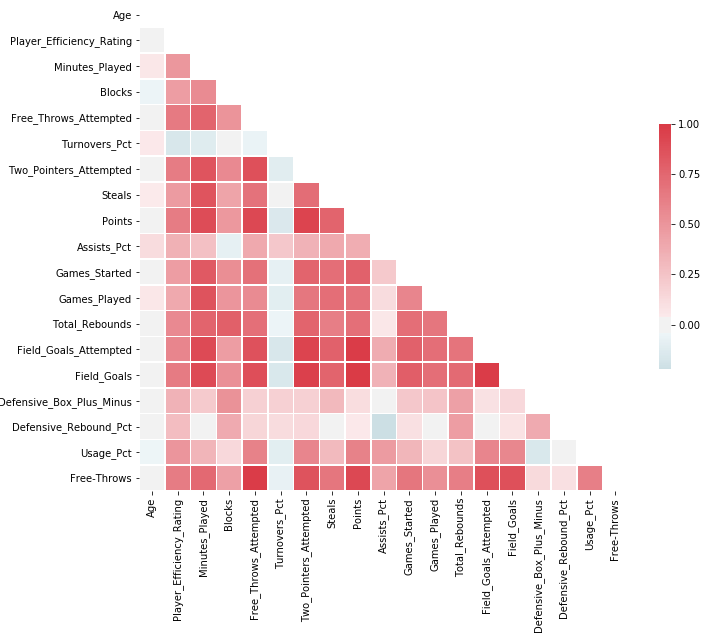 Age
Player_Efficiency_Rating
Minutes_Played
Blocks
Free_Throws_Attempted
Turnovers_Pct
Two_Pointers_Attempted
Steals
Points
Assists_Pct
Games_Started
Games_Played
Total_Rebounds
Field_Goals_Attempted
Field_Goals
Defensive_Box_Plus_Minus
Defensive_Rebound_Pct
Usage_Pct
Free-Throws
Age
Player_Efficiency_Rating
Minutes_Played
Blocks
Free_Throws_Attempted
Turnovers_Pct
Two_Pointers_Attempted
Steals
Points
Assists_Pct
Games_Started
Games_Played
Total_Rebounds
Field_Goals_Attempted
Field_Goals
Defensive_Box_Plus_Minus
Defensive_Rebound_Pct
Usage_Pct
Free-Throws
1.00
0.75
0.50
0.25
0.00